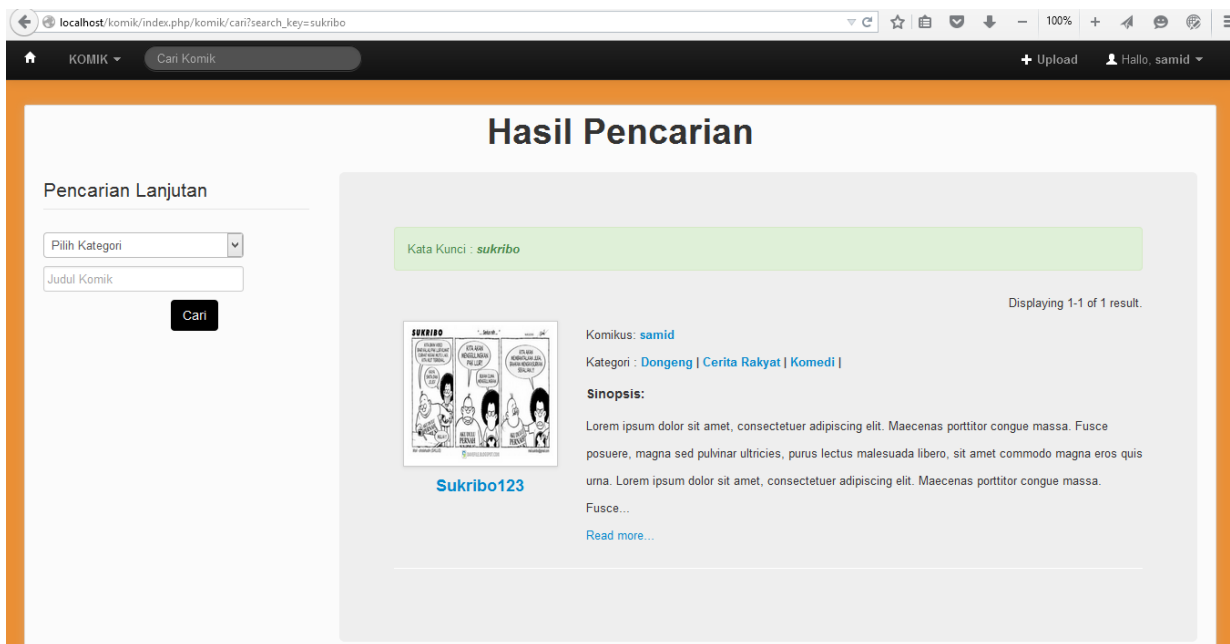 localhost/komik/index.php/komik/cari?search_key=sukribo
100%
KOMIK
Cari Komik
Upload
Hallo, samid
Hasil Pencarian
Pencarian Lanjutan
Pilih Kategori
Judul Komik
Cari
Kata Kunci : sukribo
Displaying 1-1 of 1 result.
SUKRIBO
Sukribo123
Komikus: samid
Kategori : Dongeng | Cerita Rakyat | Komedi |
Sinopsis:
Lorem ipsum dolor sit amet, consectetuer adipiscing elit. Maecenas porttitor congue massa. Fusce
posuere, magna sed pulvinar ultricies, purus lectus malesuada libero, sit amet commodo magna eros quis
urna. Lorem ipsum dolor sit amet, consectetuer adipiscing elit. Maecenas porttitor congue massa.
Fusce...
Read more...